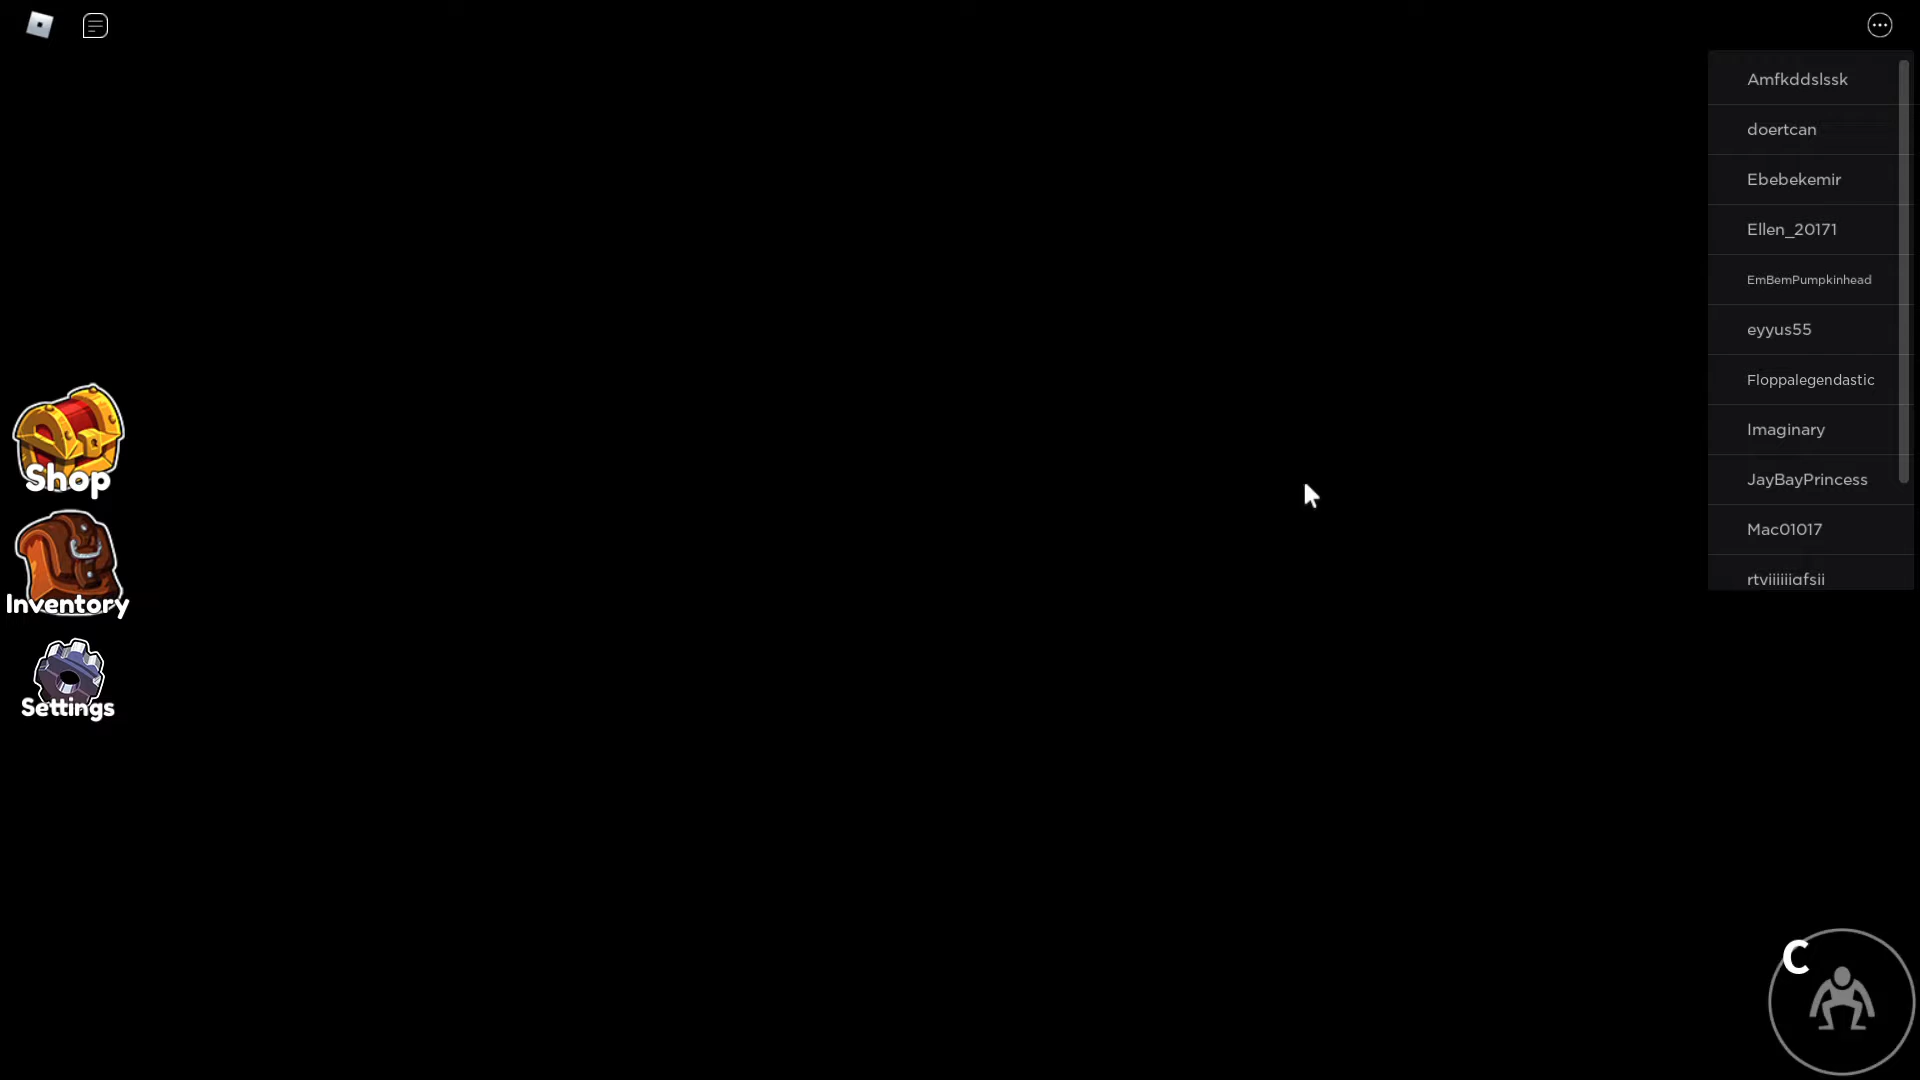 Amfkddslssk
doertcan
Ebebekemir
Ellen_20171
EmBemPumpkinhead
eyyus55
Floppalegendastic
Imaginary
JayBayPrincess
Mac01017
Shop
Inventory
Settings
C